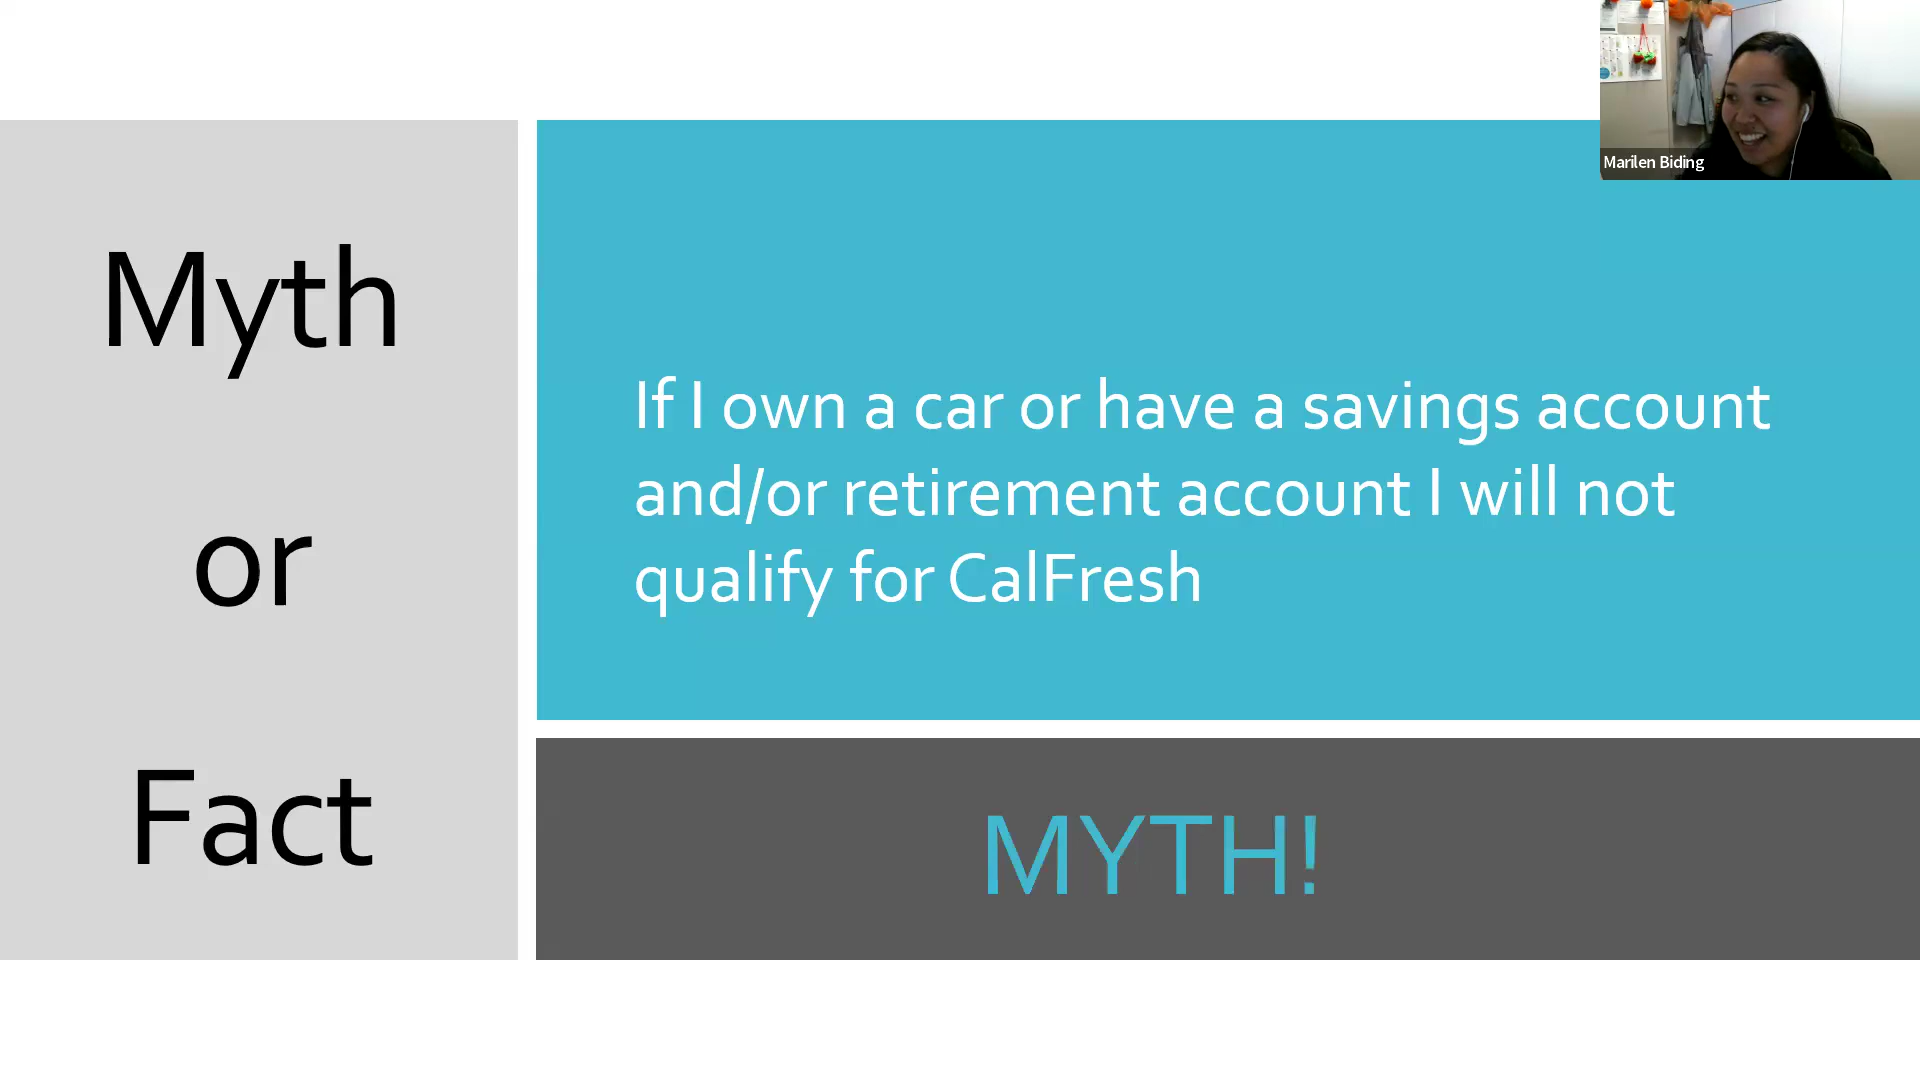 Myth
or
Fact
If I own a car or have a savings account
and/or retirement account I will not
qualify for CalFresh
MYTH!
Marilen Biding